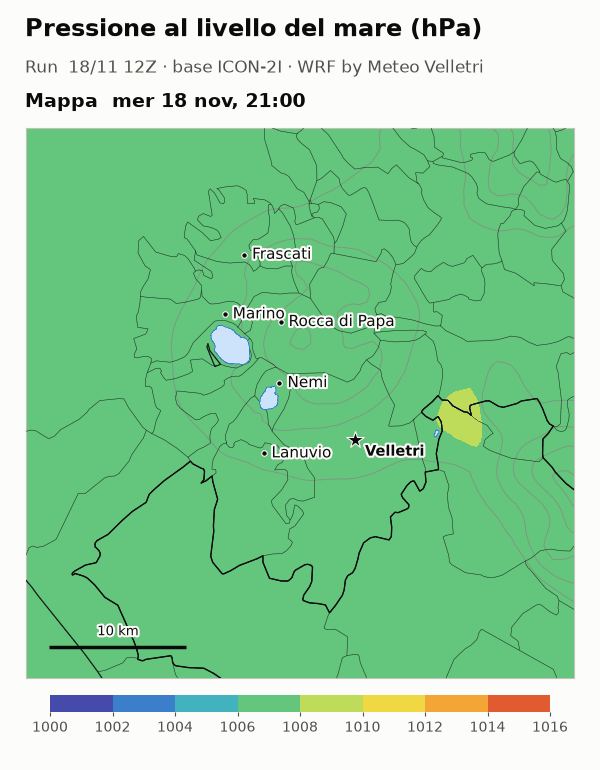 Pressione al livello del mare (hPa)
Run  18/11 12Z · base ICON-2I · WRF by Meteo Velletri
Mappa  mer 18 nov, 21:00
Frascati
Marino
Rocca di Papa
Nemi
Velletri
Lanuvio
10 km
1000 1002 1004 1006 1008 1010 1012 1014 1016